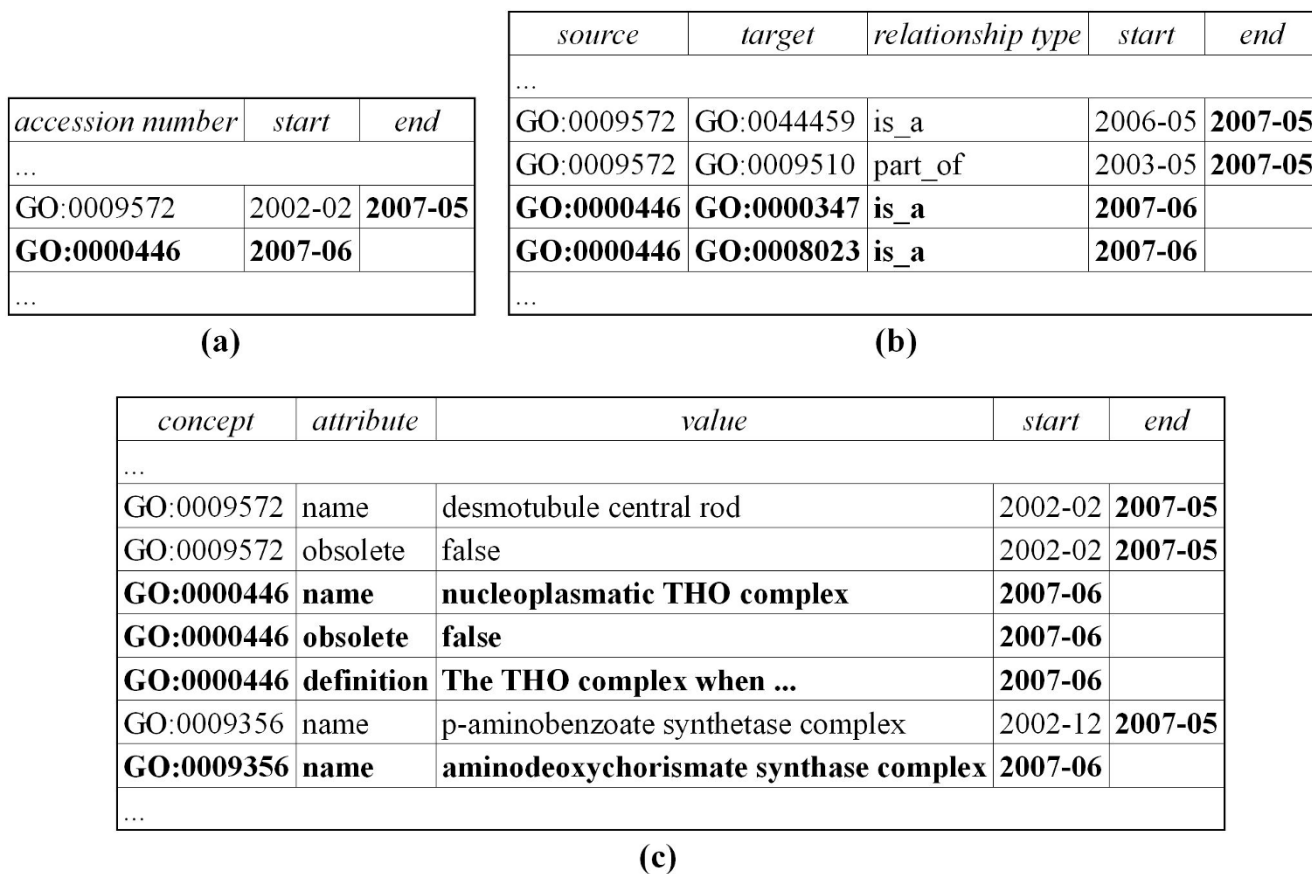 accession number start end
...
GO:0009572 2002-02 2007-05
GO:0000446 2007-06
...
(a)
source target relationship type start end
...
GO:0009572 GO:0044459 is_a 2006-05 2007-05
GO:0009572 GO:0009510 part_of 2003-05 2007-05
GO:0000446 GO:0000347 is_a 2007-06
GO:0000446 GO:0008023 is_a 2007-06
...
(b)
concept attribute value start end
...
GO:0009572 name desmotubule central rod 2002-02 2007-05
GO:0009572 obsolete false 2002-02 2007-05
GO:0000446 name nucleoplasmatic THO complex 2007-06
GO:0000446 obsolete false 2007-06
GO:0000446 definition The THO complex when ... 2007-06
GO:0009356 name p-aminobenzoate synthetase complex 2002-12 2007-05
GO:0009356 name aminodeoxychorismate synthase complex 2007-06
...
(c)